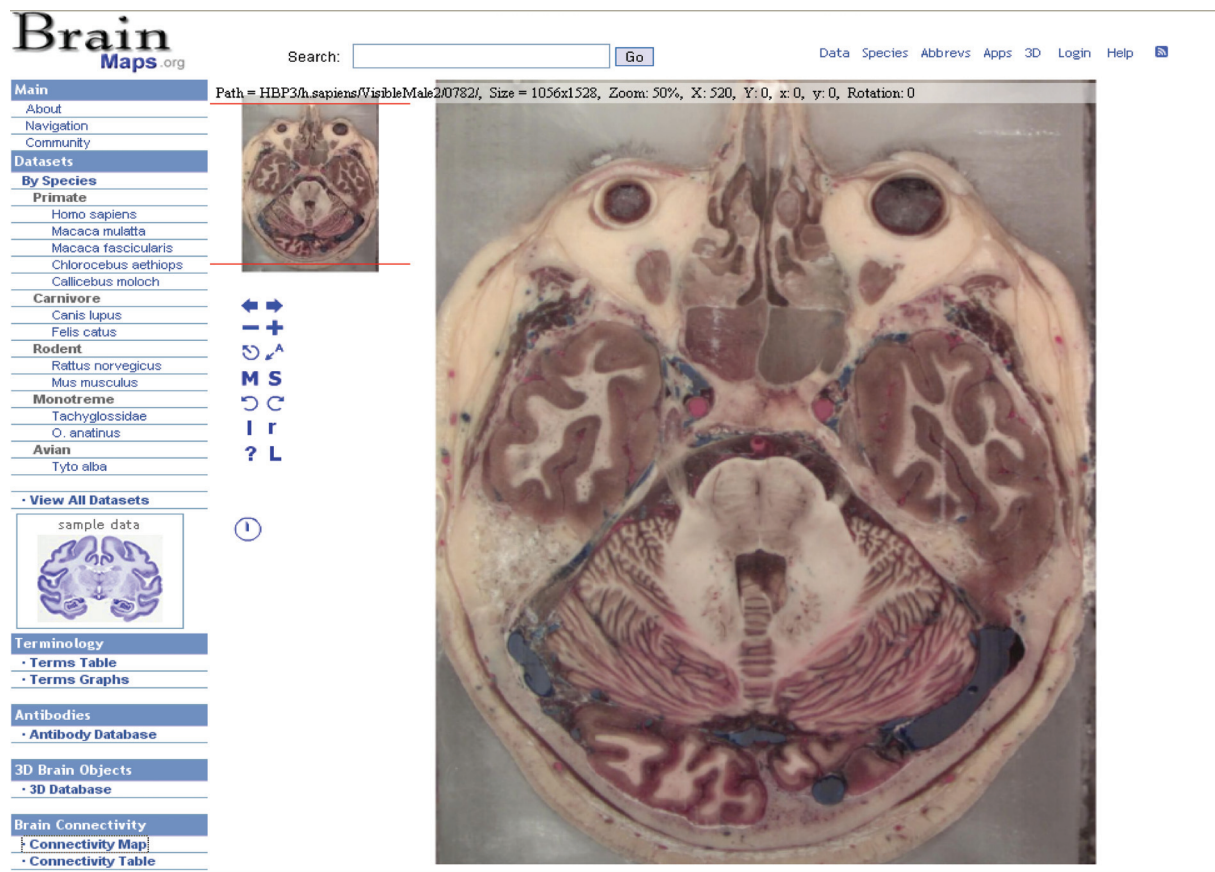 Brain
Maps.org
Search:
Go
Data Species Abbrevs Apps 3D Login Help
Main
About
Navigation
Community
Datasets
By Species
Primate
Homo sapiens
Macaca mulatta
Macaca fascicularis
Chlorocebus aethiops
Callicebus moloch
Carnivore
Canis lupus
Felis catus
Rodent
Rattus norvegicus
Mus musculus
Monotreme
Tachyglossidae
O. anatinus
Avian
Tyto alba
· View All Datasets
sample data
Terminology
· Terms Table
· Terms Graphs
Antibodies
· Antibody Database
3D Brain Objects
· 3D Database
Brain Connectivity
· Connectivity Map
· Connectivity Table
Path = HBP3/h.sapiens/VisibleMale2/0782/, Size = 1056x1528, Zoom: 50%, X: 520, Y: 0, x: 0, y: 0, Rotation: 0
A
M S
l r
? L